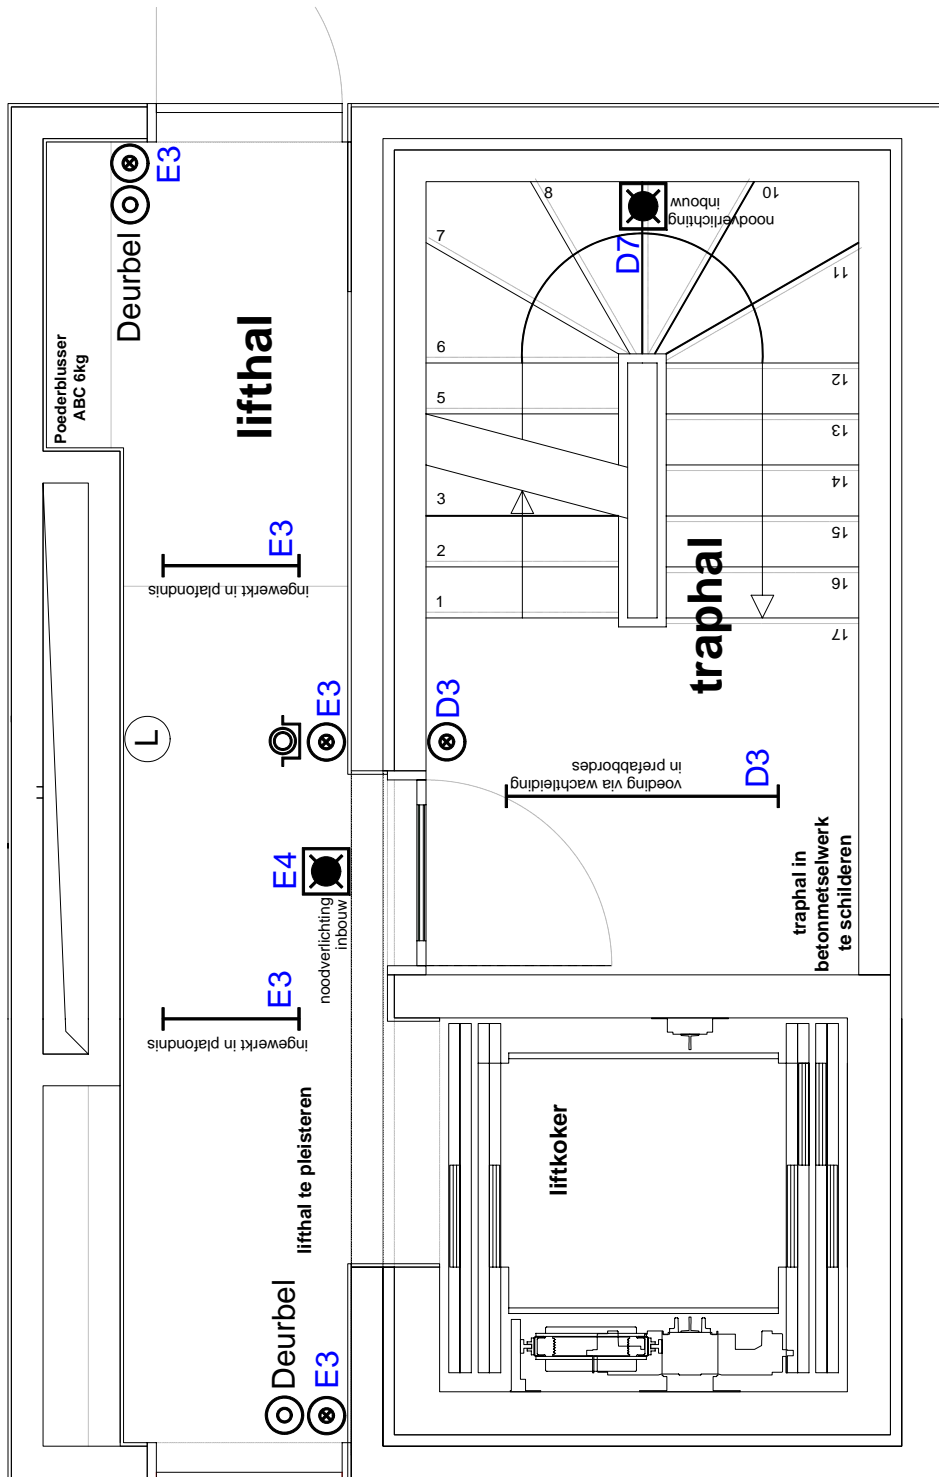 E3
Deurbel
Poederblusser
ABC 6kg
lifthal
E3
ingewerkt in plafondnis
L
E3
E4
noodverlichting
inbouw
E3
ingewerkt in plafondnis
lifthal te pleisteren
Deurbel
E3
7
8
10
11
noodverlichting
inbouw
D7
6
5
3
2
1
12
13
14
15
16
17
traphal
D3
voeding via wachtleiding
in prefabbordes
D3
traphal in
betonmetselwerk
te schilderen
liftkoker